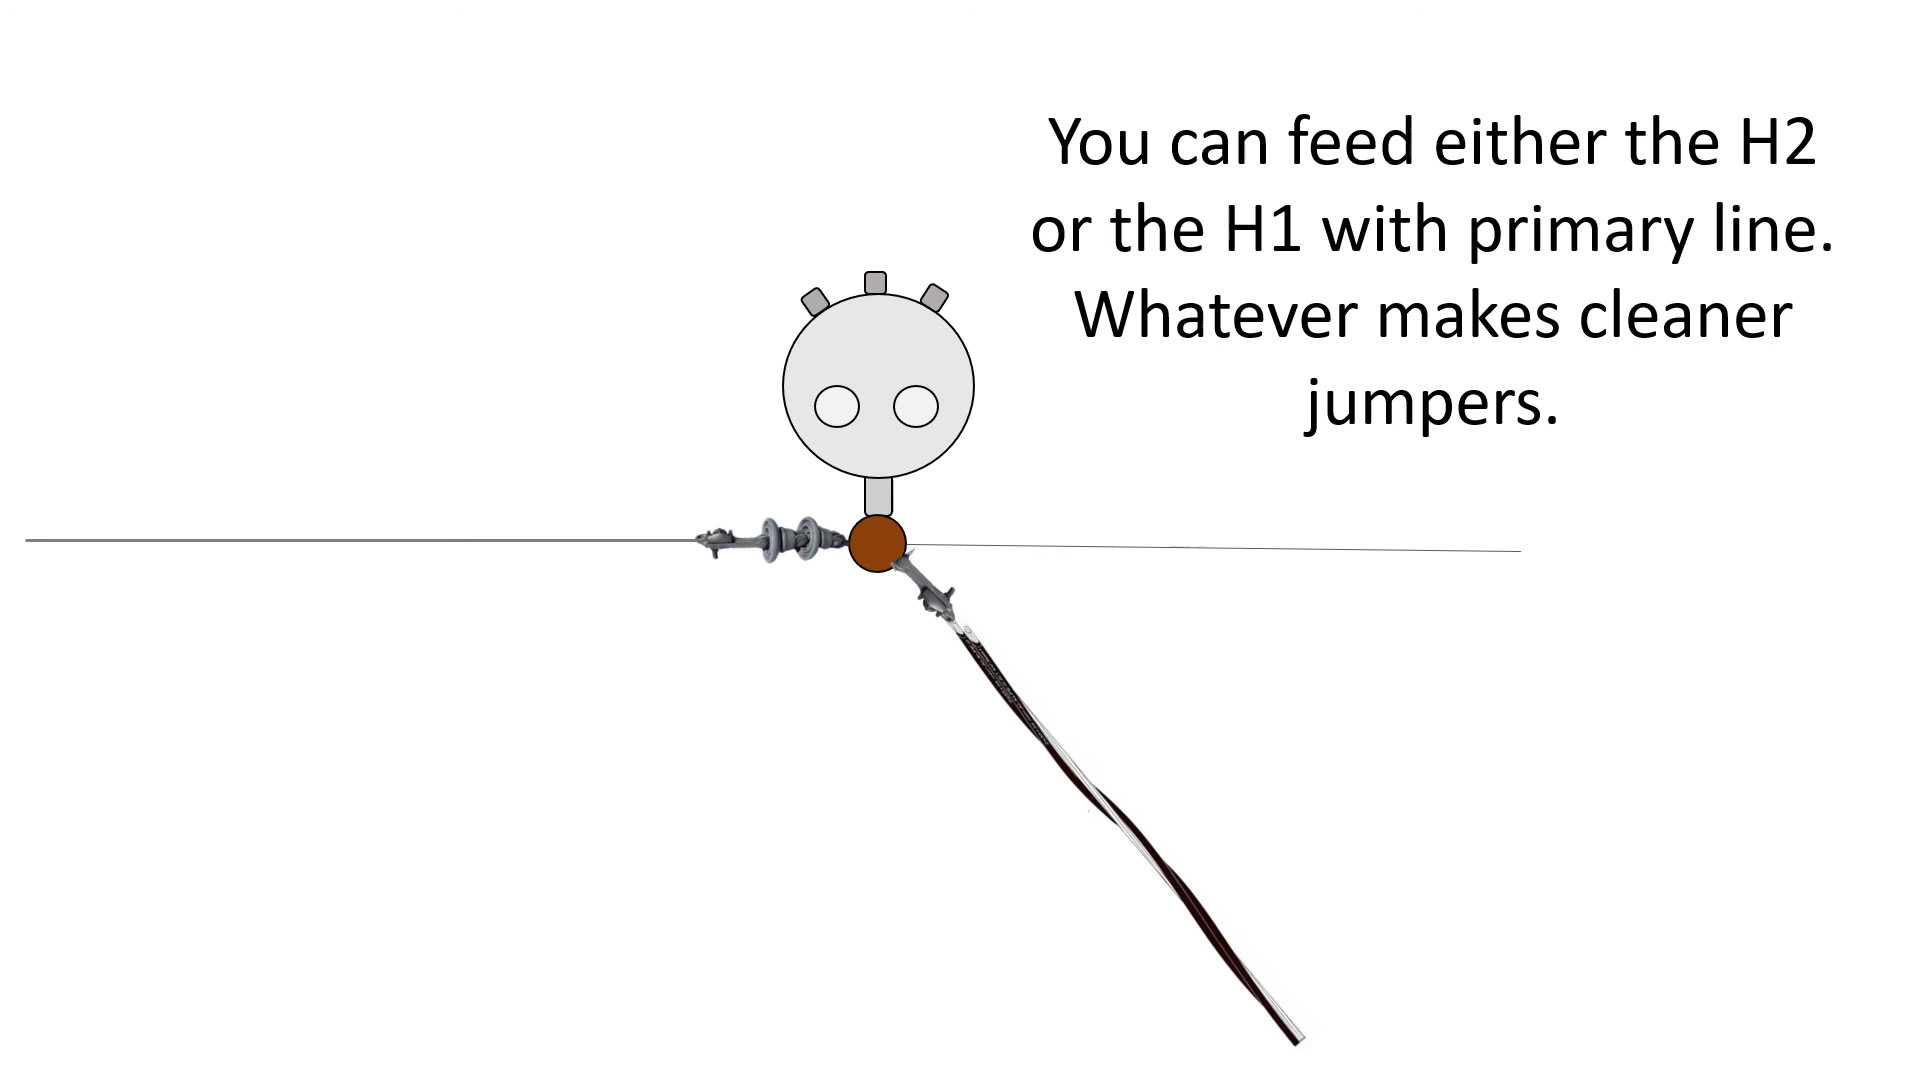 You can feed either the H2
or the H1 with primary line.
Whatever makes cleaner
jumpers.